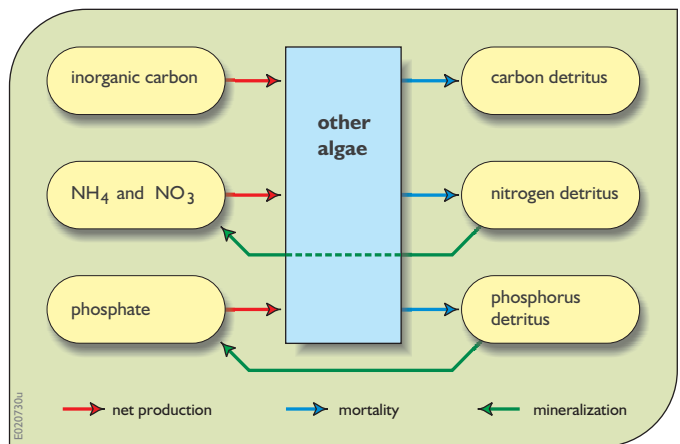 inorganic carbon
carbon detritus
other
algae
NH4 and NO3
nitrogen detritus
phosphate
phosphorus
detritus
net production
mortality
mineralization
E020730u